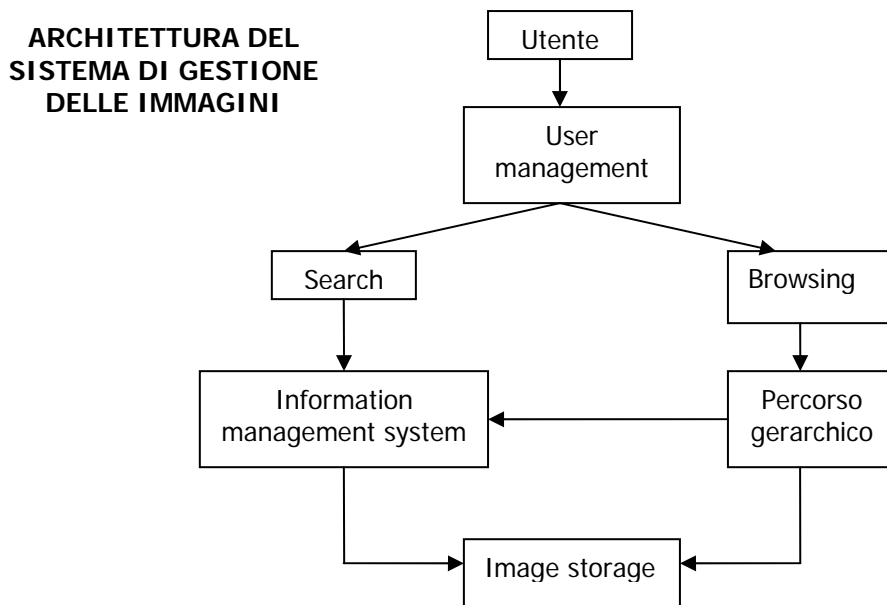 ARCHITETTURA DEL
SISTEMA DI GESTIONE
DELLE IMMAGINI
Utente
User
management
Search
Browsing
Information
management system
Percorso
gerarchico
Image storage